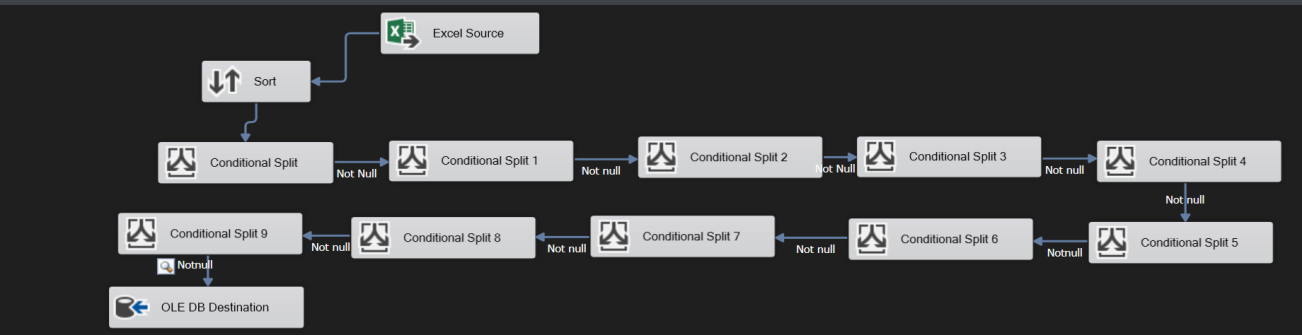 Excel Source
Sort
Conditional Split
Not Null
Conditional Split 1
Not null
Conditional Split 2
Not Null
Conditional Split 3
Not null
Conditional Split 4
Not null
Conditional Split 5
Notnull
Conditional Split 6
Not null
Conditional Split 7
Not null
Conditional Split 8
Not null
Conditional Split 9
Notnull
OLE DB Destination